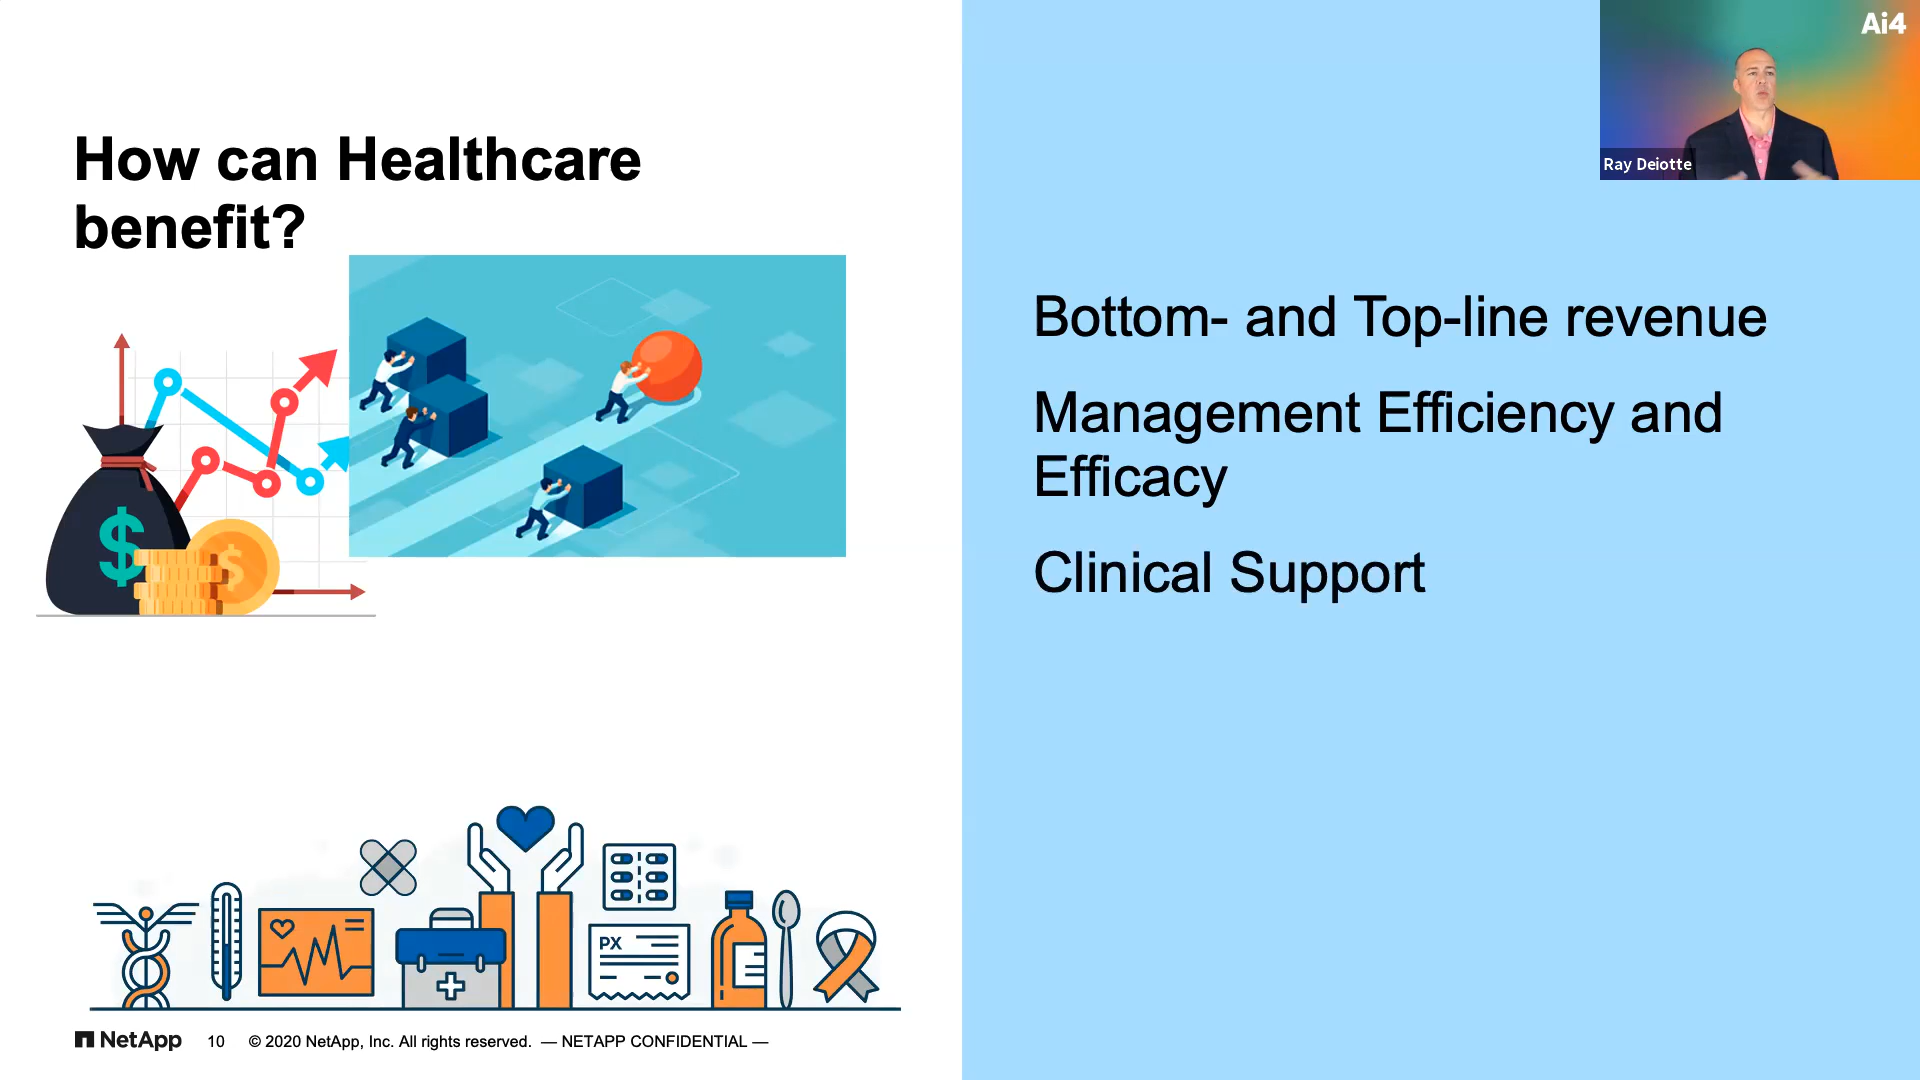 Ai4
Ray Deiotte
How can Healthcare
benefit?
$
$
Bottom- and Top-line revenue
Management Efficiency and
Efficacy
Clinical Support
PX
NetApp 10 © 2020 NetApp, Inc. All rights reserved. — NETAPP CONFIDENTIAL —